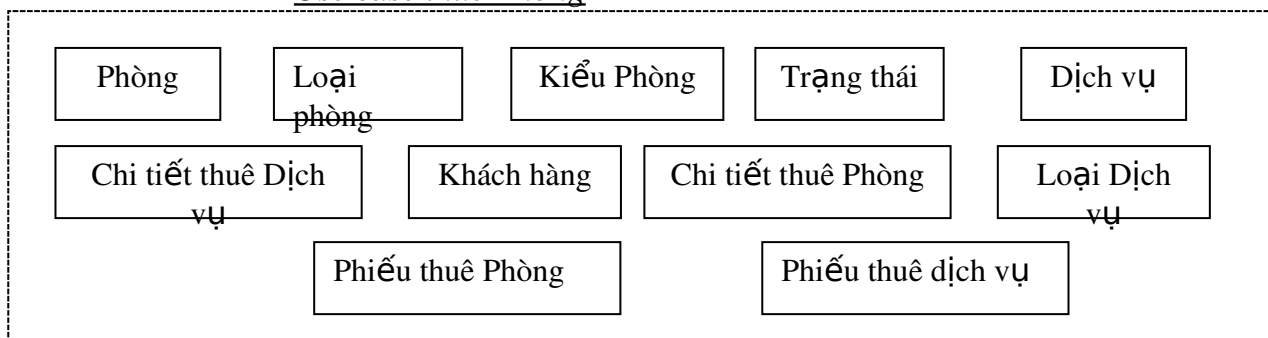 Phòng
Loại
phòng
Kiểu Phòng
Trạng thái
Dịch vụ
Chi tiết thuê Dịch
vụ
Khách hàng
Chi tiết thuê Phòng
Loại Dịch
vụ
Phiếu thuê Phòng
Phiếu thuê dịch vụ